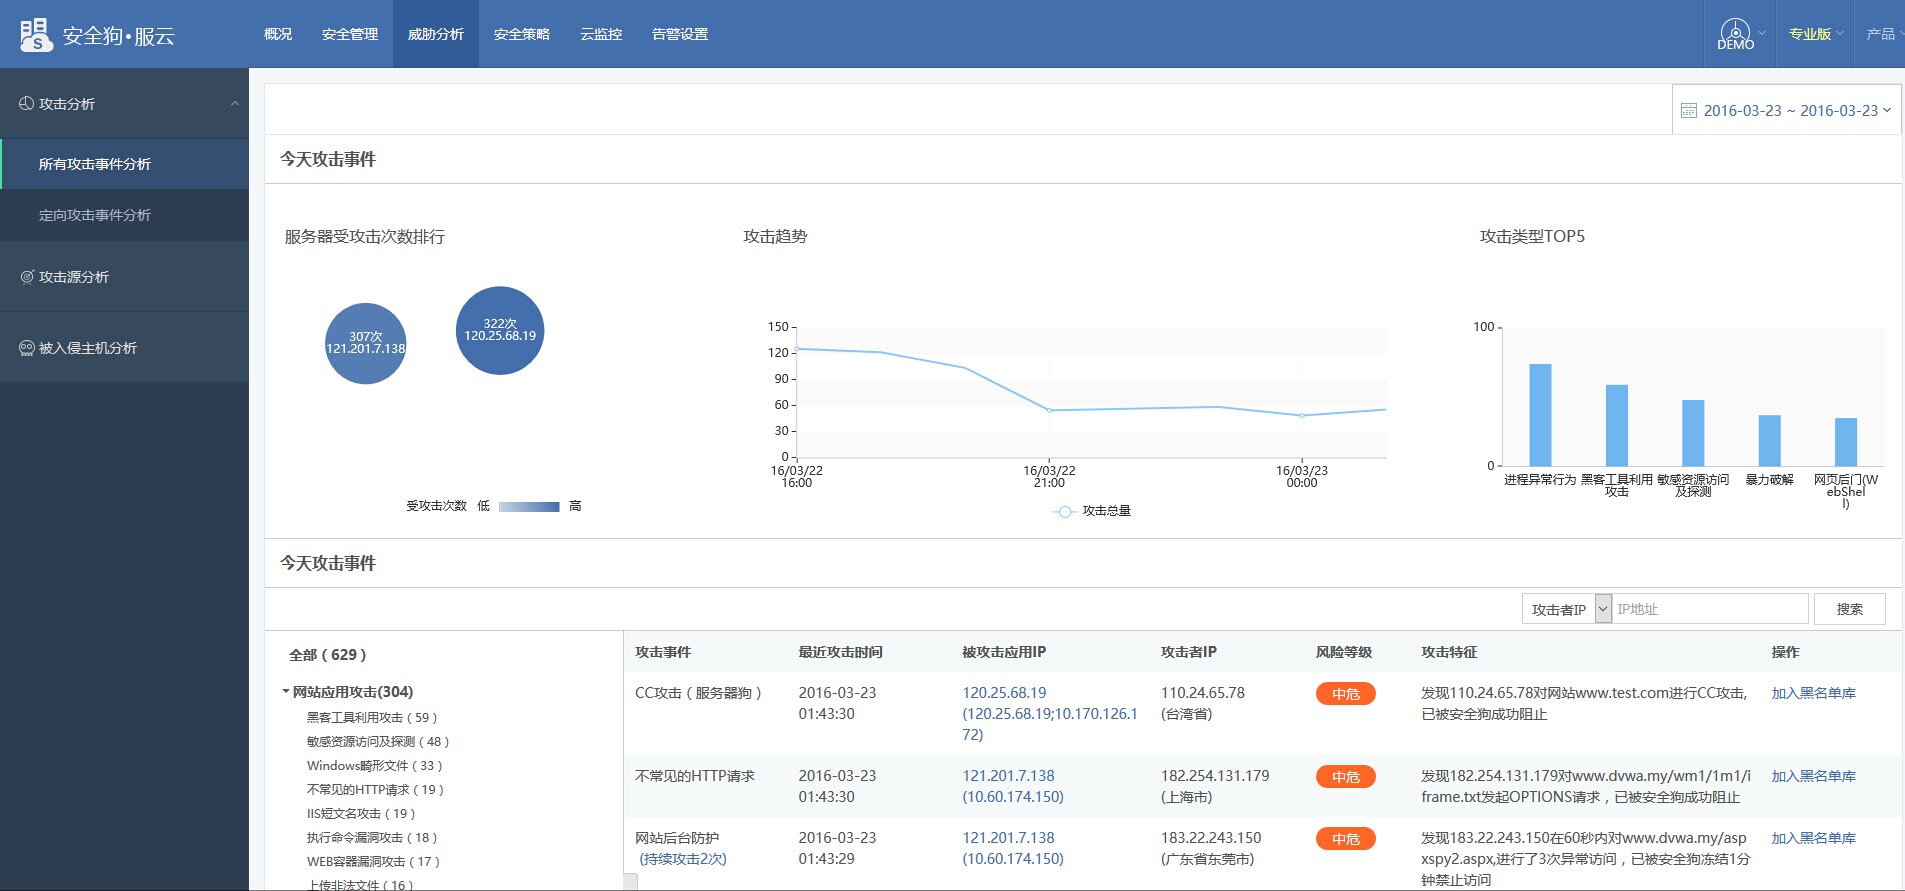 安全狗·服云
概况
安全管理
威胁分析
安全策略
云监控
告警设置
DEMO
专业版
产品
攻击分析
所有攻击事件分析
定向攻击事件分析
攻击源分析
被入侵主机分析
2016-03-23 ~ 2016-03-23
今天攻击事件
服务器受攻击次数排行
307次
121.201.7.138
322次
120.25.68.19
受攻击次数 低 高
攻击趋势
150
120
90
60
30
0
16/03/22
16:00
16/03/22
21:00
16/03/23
00:00
攻击总量
攻击类型TOP5
100
0
进程异常行为
黑客工具利用
攻击
敏感资源访问
及探测
暴力破解
网页后门(W
ebShel
l)
今天攻击事件
攻击者IP
IP地址
搜索
全部（629）
网站应用攻击(304)
黑客工具利用攻击（59）
敏感资源访问及探测（48）
Windows畸形文件（33）
不常见的HTTP请求（19）
IIS短文名攻击（19）
执行命令漏洞攻击（18）
WEB容器漏洞攻击（17）
上传非法文件（16）
攻击事件 最近攻击时间 被攻击应用IP 攻击者IP 风险等级 攻击特征 操作
CC攻击（服务器狗） 2016-03-23 120.25.68.19 110.24.65.78 中危 发现110.24.65.78对网站www.test.com进行CC攻击, 加入黑名单库
01:43:30 (120.25.68.19;10.170.126.1 (台湾省) 已被安全狗成功阻止
72)
不常见的HTTP请求 2016-03-23 121.201.7.138 182.254.131.179 中危 发现182.254.131.179对www.dvwa.my/wm1/1m1/i 加入黑名单库
01:43:30 (10.60.174.150) (上海市) frame.txt发起OPTIONS请求，已被安全狗成功阻止
网站后台防护 2016-03-23 121.201.7.138 183.22.243.150 中危 发现183.22.243.150在60秒内对www.dvwa.my/asp 加入黑名单库
(持续攻击2次) 01:43:29 (10.60.174.150) (广东省东莞市) xspy2.aspx,进行了3次异常访问，已被安全狗冻结1分
钟禁止访问